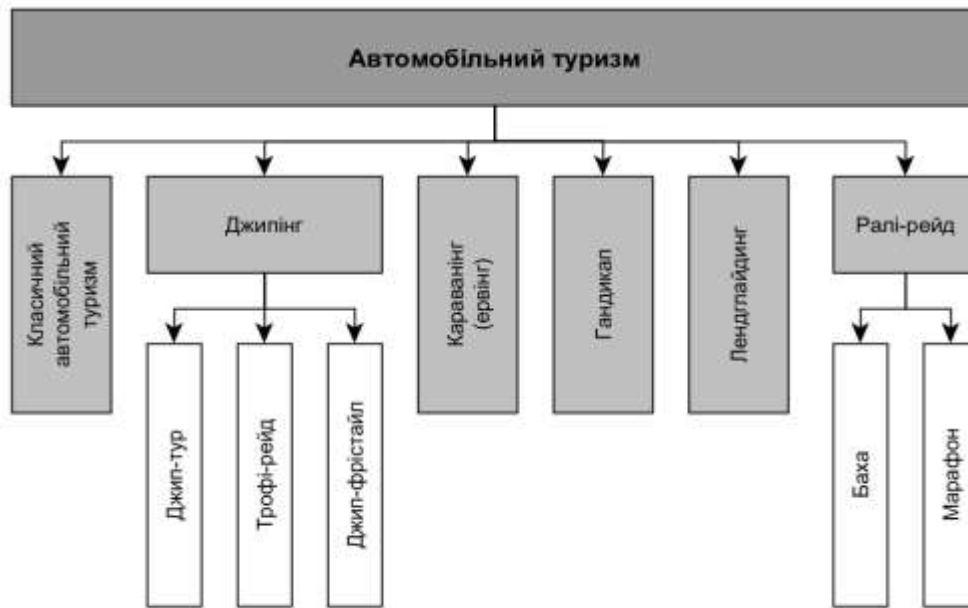 Автомобільний туризм
Класичний
автомобільний
туризм
Джипінг
Караванінг
(ервінг)
Гандикап
Лендглайдинг
Ралі-рейд
Джип-тур
Трофі-рейд
Джип-фрістайл
Баха
Марафон